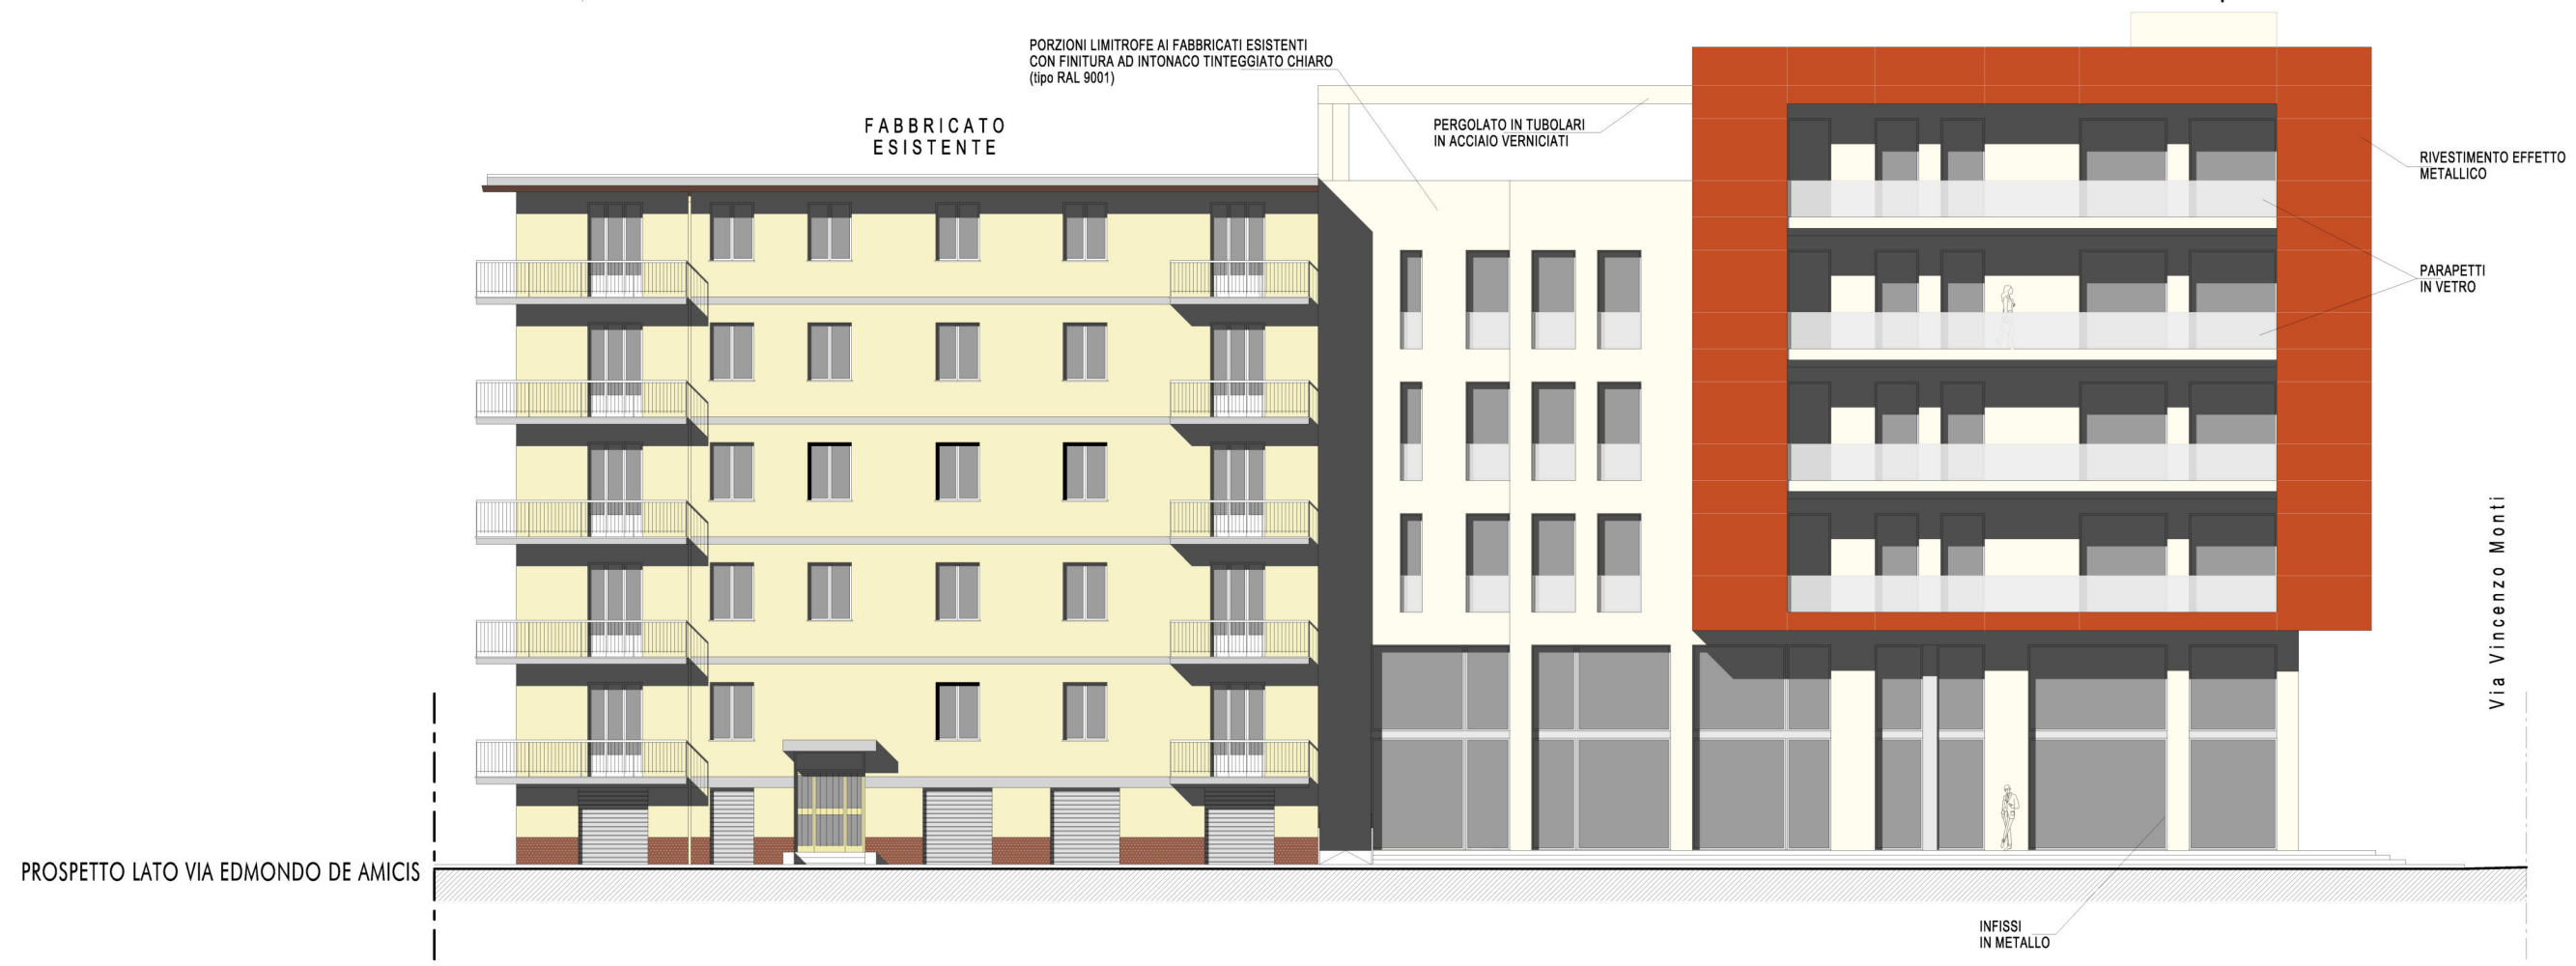 PORZIONI LIMITROFE AI FABBRICATI ESISTENTI
CON FINITURA AD INTONACO TINTEGGIATO CHIARO
(tipo RAL 9001)
FABBRICATO
ESISTENTE
PERGOLATO IN TUBOLARI
IN ACCIAIO VERNICIATI
RIVESTIMENTO EFFETTO
METALLICO
PARAPETTI
IN VETRO
Via Vincenzo Monti
PROSPETTO LATO VIA EDMONDO DE AMICIS
INFISSI
IN METALLO